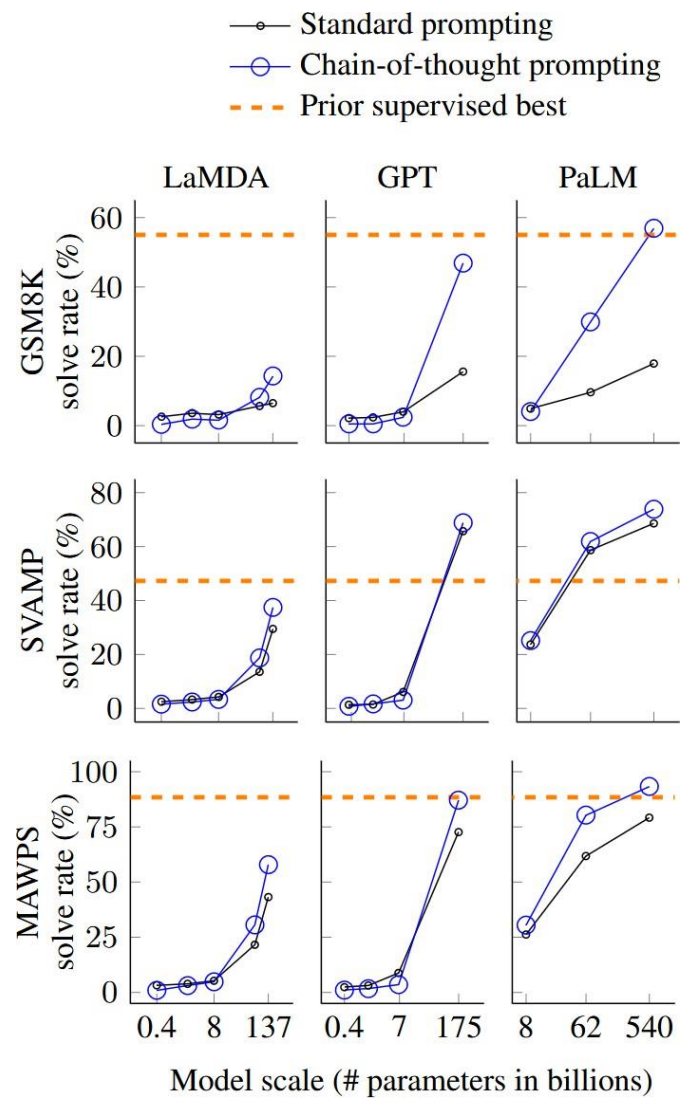 Standard prompting
Chain-of-thought prompting
Prior supervised best
LaMDA GPT PaLM
GSM8K
solve rate (%)
60
40
20
0
SVAMP
solve rate (%)
80
60
40
20
0
MAWPS
solve rate (%)
100
75
50
25
0
0.4 8 137 0.4 7 175 8 62 540
Model scale (# parameters in billions)